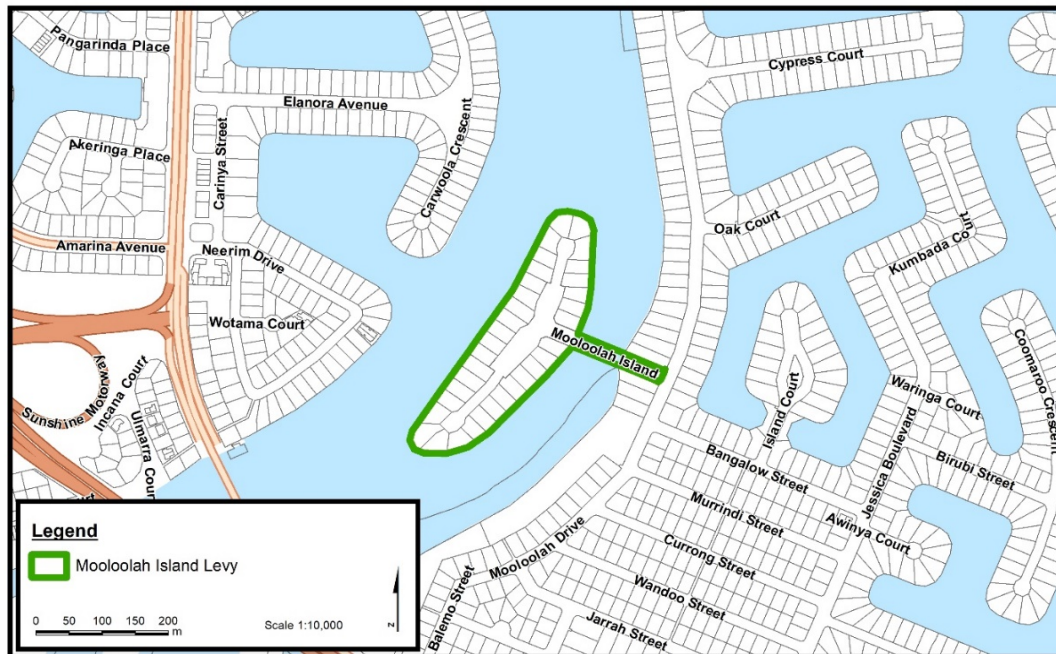 Pangarinda Place
Elanora Avenue
Cypress Court
Akeringa Place
Carinya Street
Carwoola Crescent
Oak Court
Kumbada Court
Amarina Avenue
Neerim Drive
Wotama Court
Mooloolah Island
Coomaroo Crescent
Sunshine Motorway
Incana Court
Ulmarra Court
Island Court
Waringa Court
Bangalow Street
Jessica Boulevard
Birubi Street
Murrindi Street
Awinya Court
Currong Street
Mooloolah Drive
Wandoo Street
Balemo Street
Jarrah Street
Legend
Mooloolah Island Levy
0 50 100 150 200
m
Scale 1:10,000
N